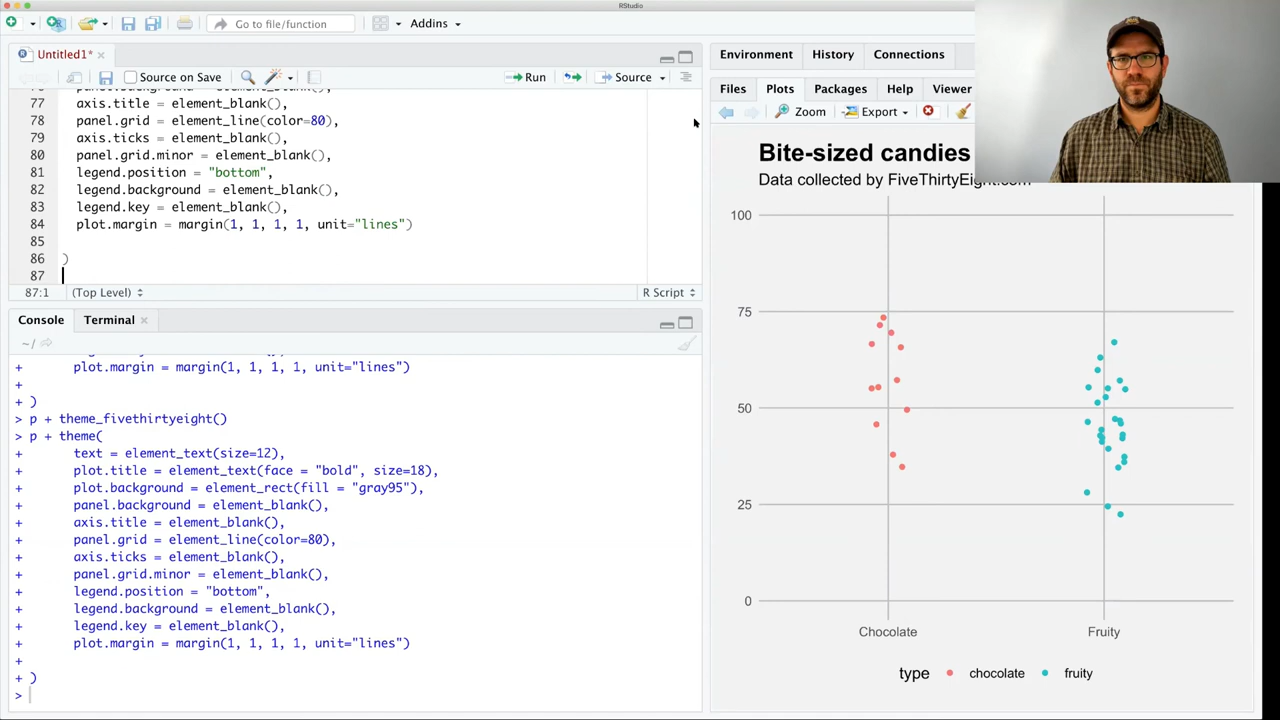 RStudio
Go to file/function
Addins
Untitled1*
Source on Save
Run
Source
77 axis.title = element_blank(),
78 panel.grid = element_line(color=80),
79 axis.ticks = element_blank(),
80 panel.grid.minor = element_blank(),
81 legend.position = "bottom",
82 legend.background = element_blank(),
83 legend.key = element_blank(),
84 plot.margin = margin(1, 1, 1, 1, unit="lines")
85
86 )
87
87:1 (Top Level) R Script
Console Terminal
~/
+ plot.margin = margin(1, 1, 1, 1, unit="lines")
+
+ )
> p + theme_fivethirtyeight()
> p + theme(
+ text = element_text(size=12),
+ plot.title = element_text(face = "bold", size=18),
+ plot.background = element_rect(fill = "gray95"),
+ panel.background = element_blank(),
+ axis.title = element_blank(),
+ panel.grid = element_line(color=80),
+ axis.ticks = element_blank(),
+ panel.grid.minor = element_blank(),
+ legend.position = "bottom",
+ legend.background = element_blank(),
+ legend.key = element_blank(),
+ plot.margin = margin(1, 1, 1, 1, unit="lines")
+
+ )
>
Environment History Connections
Files Plots Packages Help Viewer
Zoom Export
Bite-sized candies
Data collected by FiveThirtyEight.com
100
75
50
25
0
Chocolate Fruity
type chocolate fruity